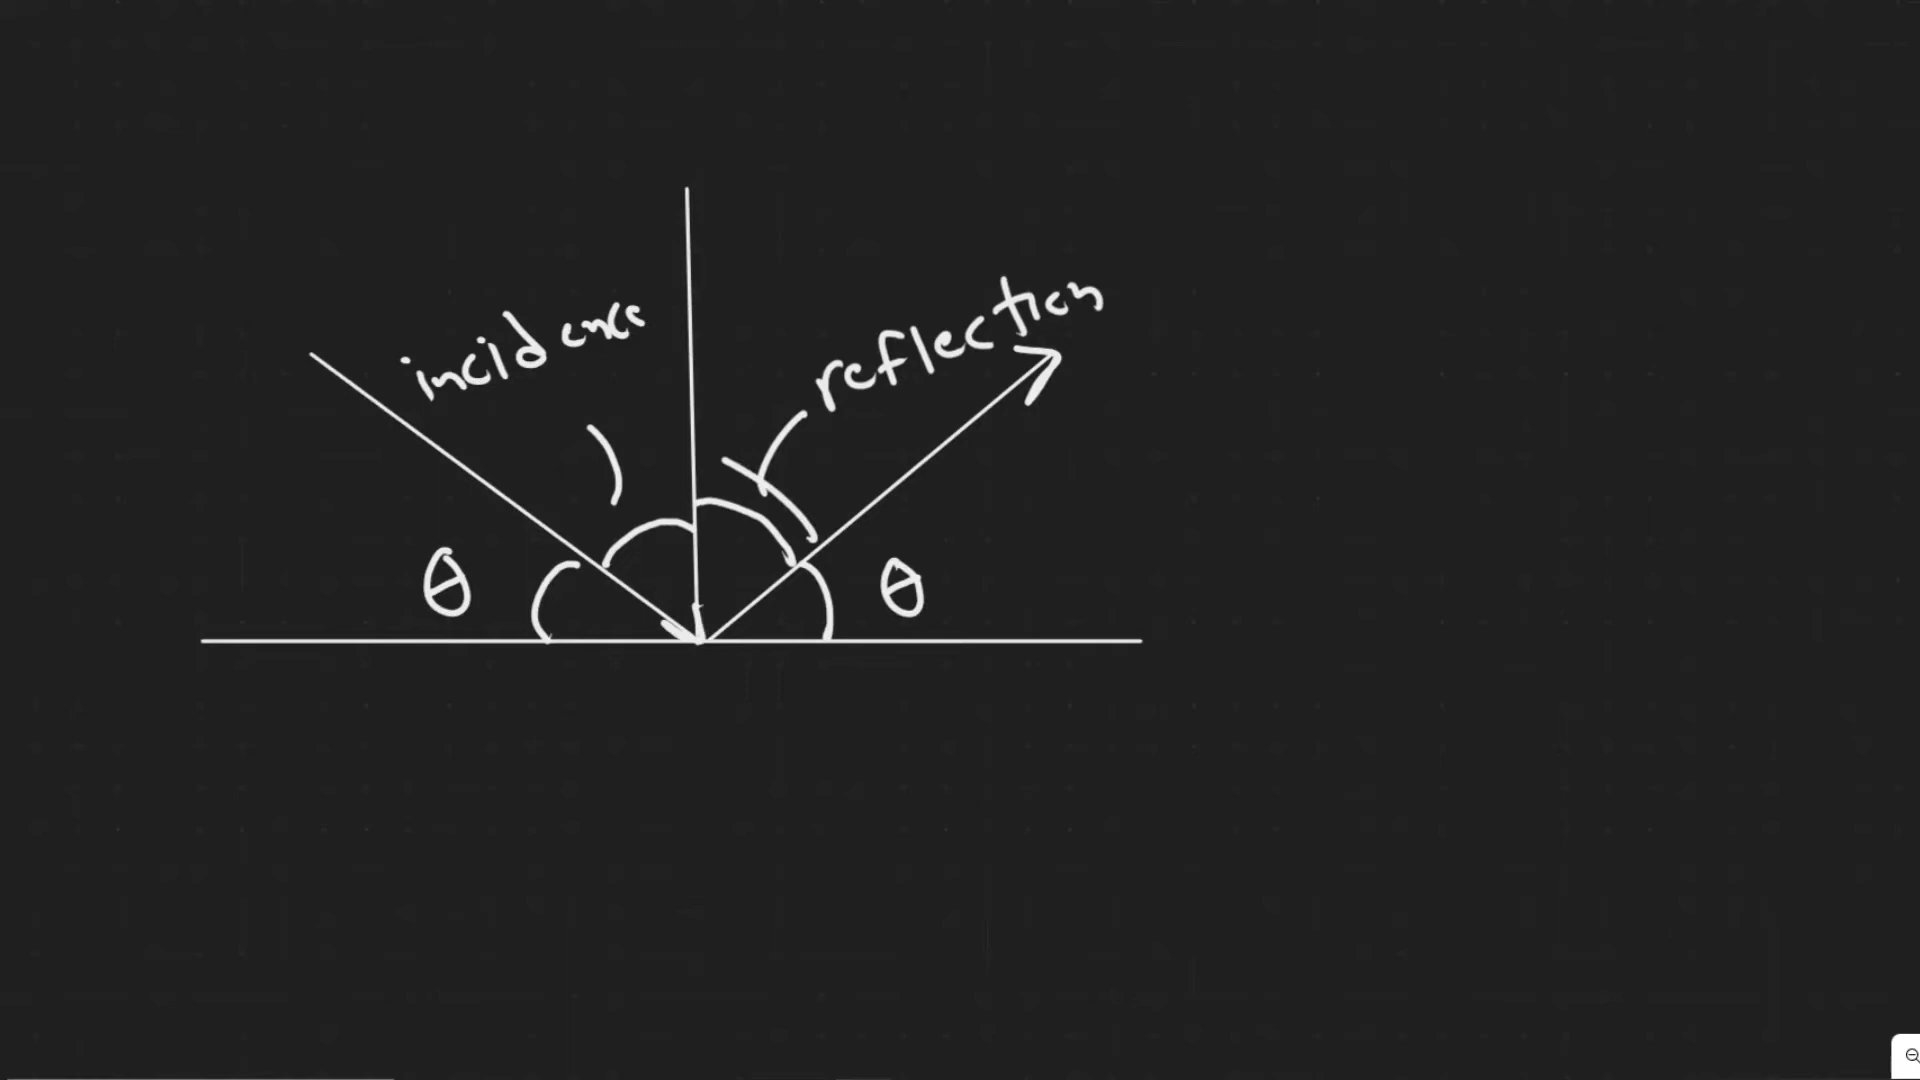 incidence
reflection
θ
θ